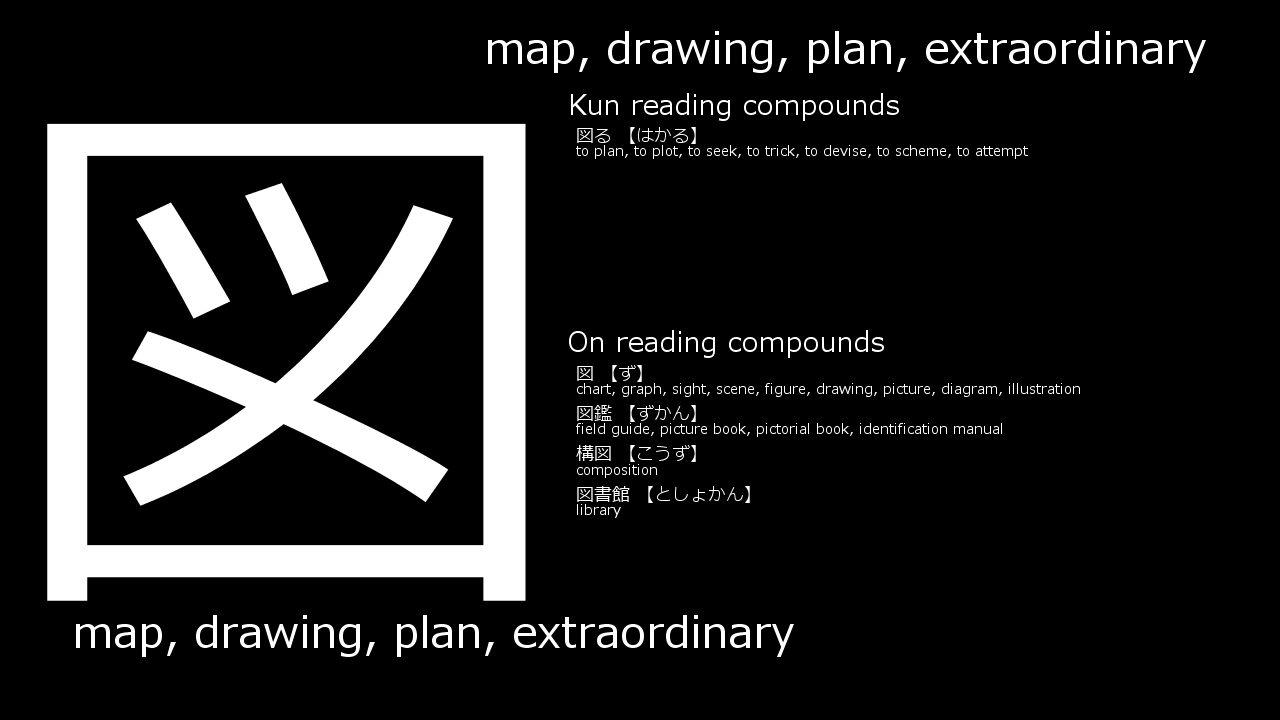 map, drawing, plan, extraordinary
図
Kun reading compounds
図る 【はかる】
to plan, to plot, to seek, to trick, to devise, to scheme, to attempt
On reading compounds
図 【ず】
chart, graph, sight, scene, figure, drawing, picture, diagram, illustration
図鑑 【ずかん】
field guide, picture book, pictorial book, identification manual
構図 【こうず】
composition
図書館 【としょかん】
library
map, drawing, plan, extraordinary